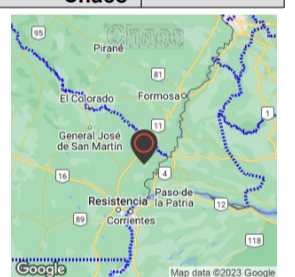 Chaco
95
Pirané
Chaco
81
El Colorado
Formosa
11
1
General José
de San Martín
16
4
Paso de
la Patria
Resistencia
12
89
Corrientes
118
Google
Map data ©2023 Google